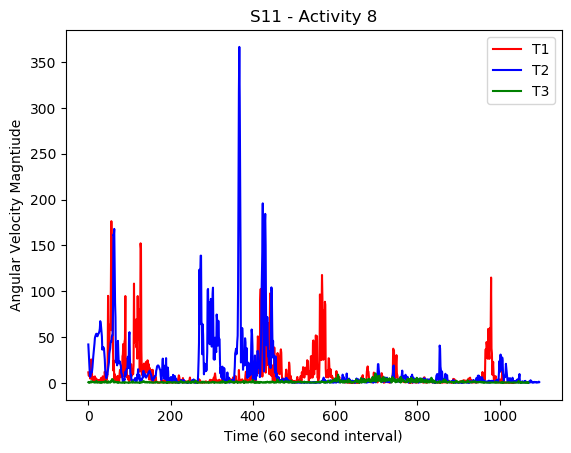 S11 - Activity 8
T1
T2
T3
350
300
250
200
150
100
50
0
Angular Velocity Magntiude
0 200 400 600 800 1000
Time (60 second interval)